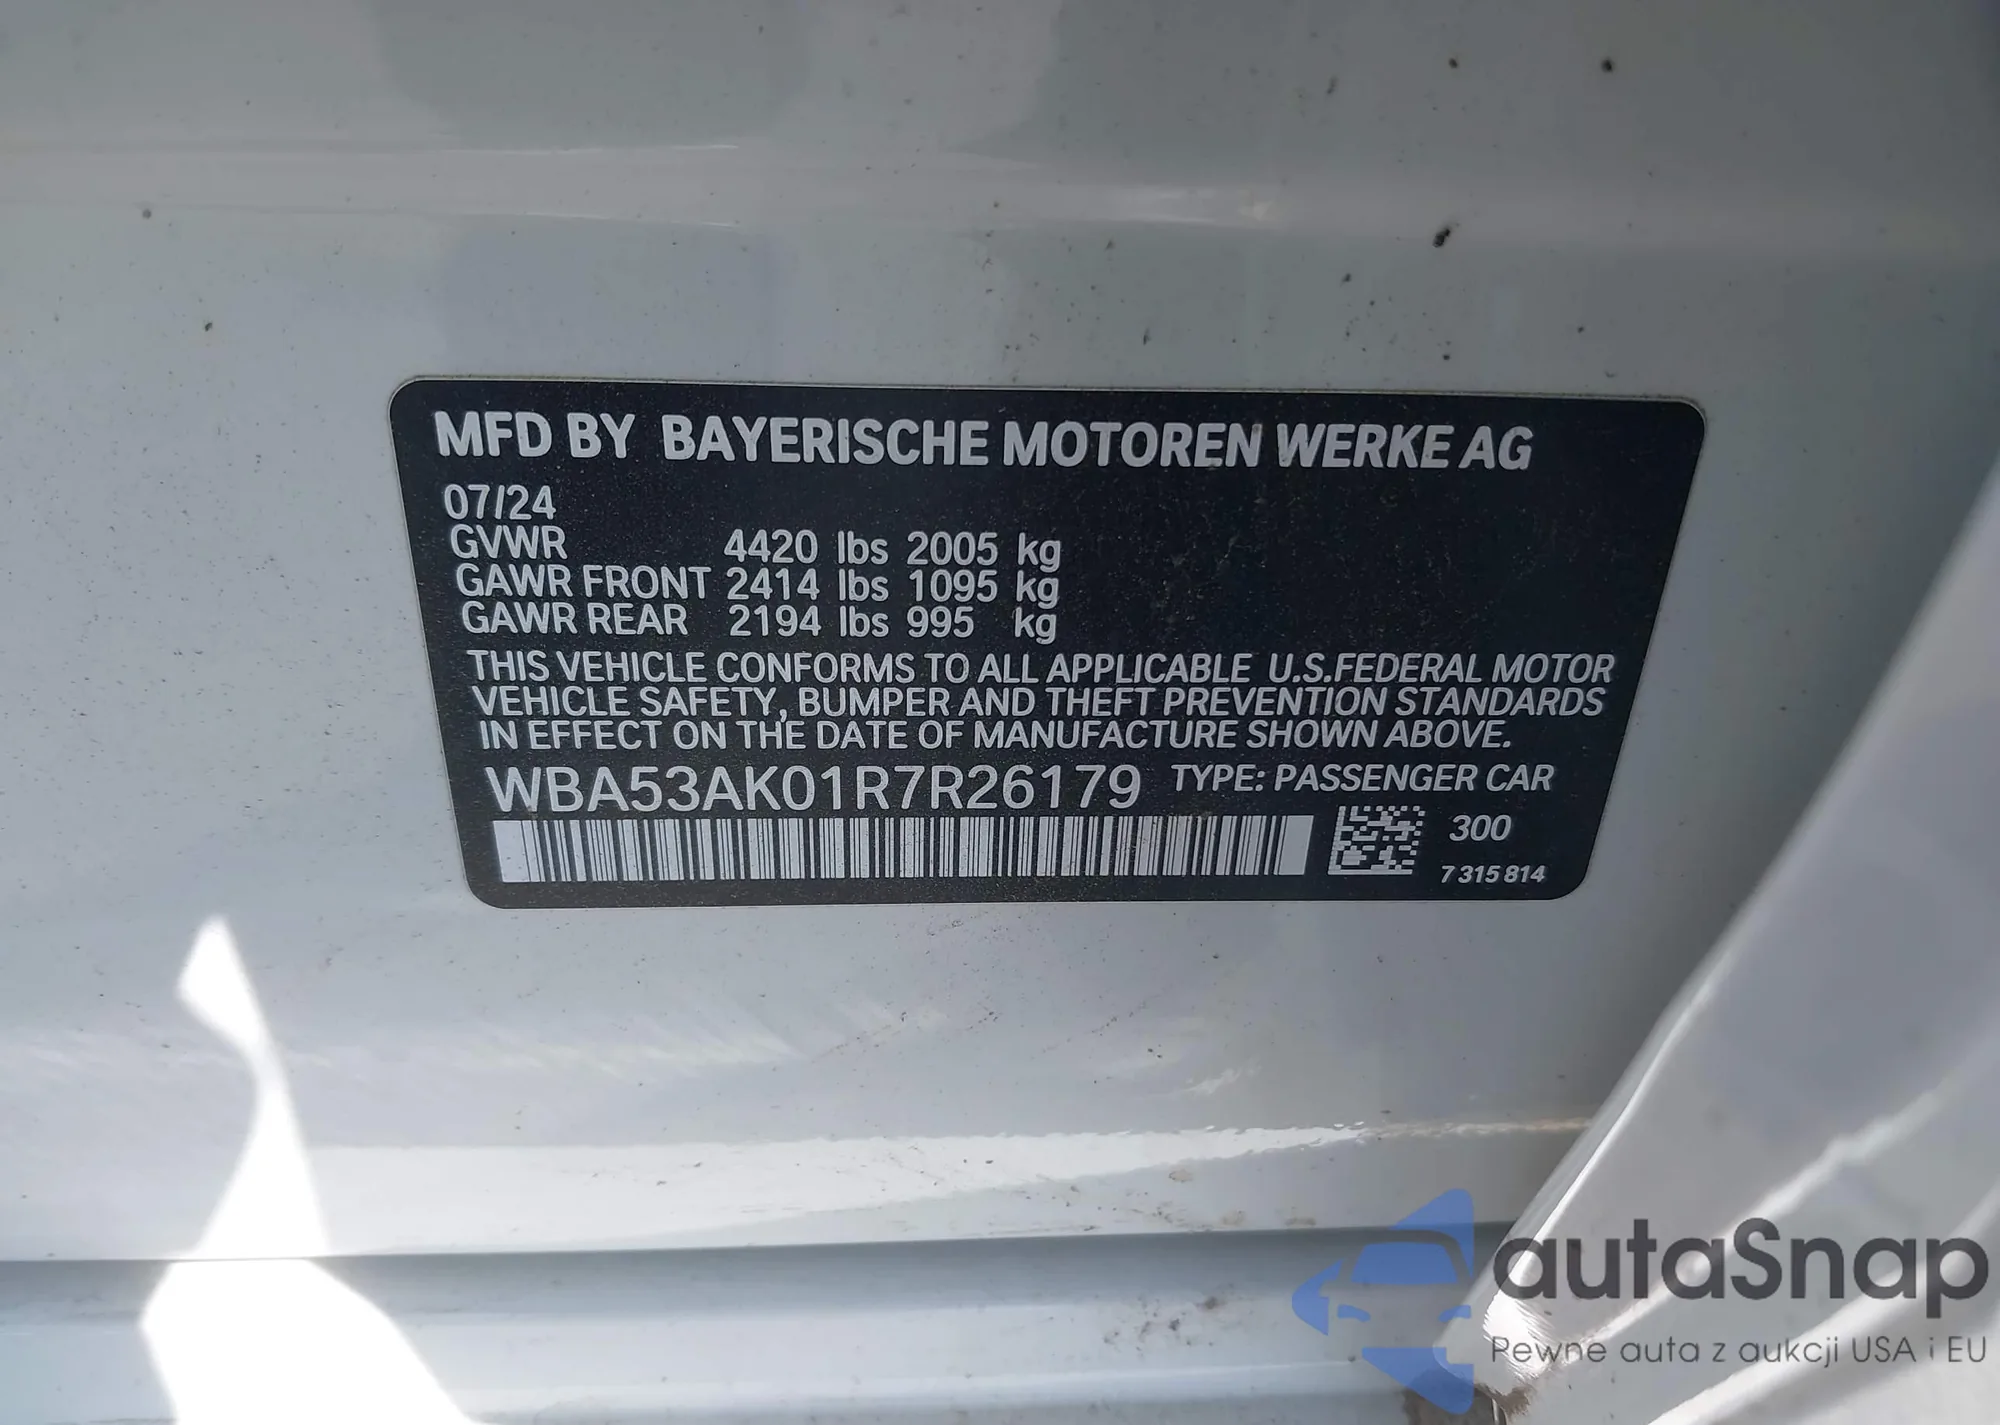 MFD BY BAYERISCHE MOTOREN WERKE AG
07/24
GVWR 4420 lbs 2005 kg
GAWR FRONT 2414 lbs 1095 kg
GAWR REAR 2194 lbs 995 kg
THIS VEHICLE CONFORMS TO ALL APPLICABLE U.S.FEDERAL MOTOR
VEHICLE SAFETY, BUMPER AND THEFT PREVENTION STANDARDS
IN EFFECT ON THE DATE OF MANUFACTURE SHOWN ABOVE.
WBA53AK01R7R26179 TYPE: PASSENGER CAR
300
7 315 814
autaSnap
Pewne auta z aukcji USA i EU